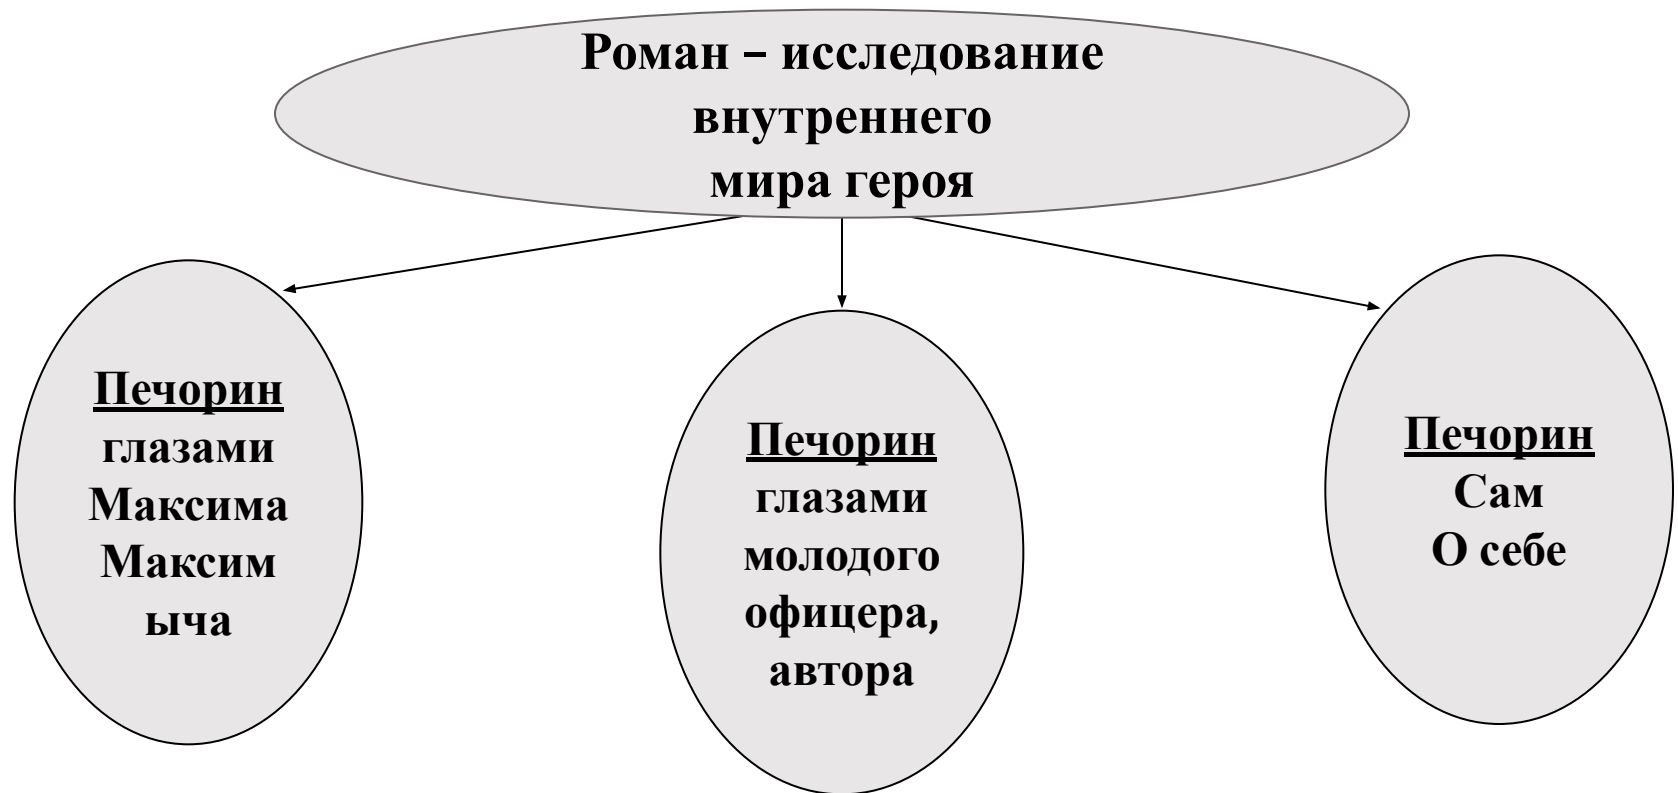 Роман – исследование
внутреннего
мира героя
Печорин
глазами
Максима
Максим
ыча
Печорин
глазами
молодого
офицера,
автора
Печорин
Сам
О себе